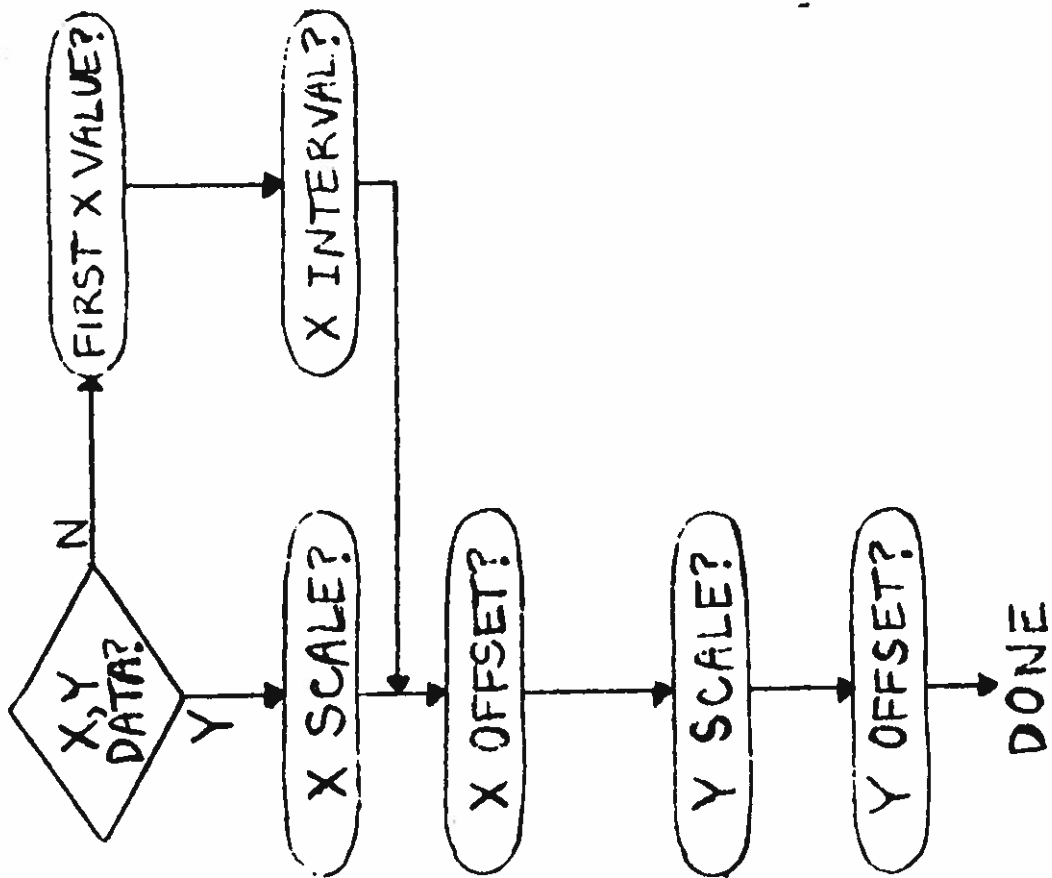 X,Y
DATA?
N
FIRST X VALUE?
Y
X SCALE?
X INTERVAL?
X OFFSET?
Y SCALE?
Y OFFSET?
DONE